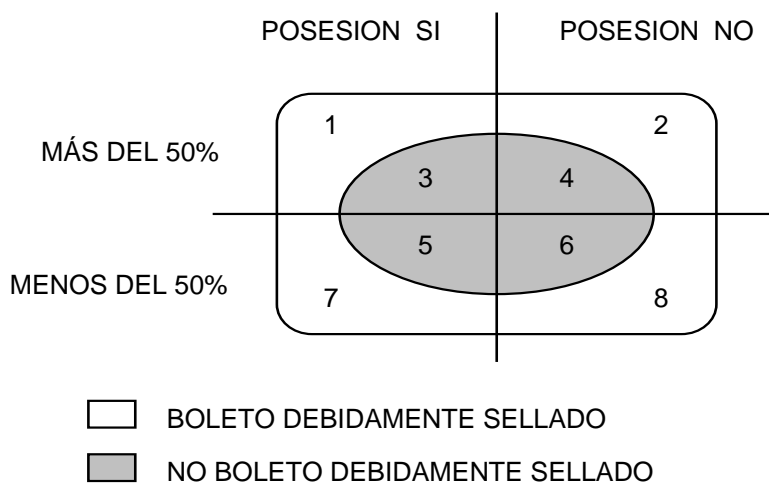 POSESION SI
POSESION NO
1
2
MÁS DEL 50%
3
4
5
6
MENOS DEL 50%
7
8
BOLETO DEBIDAMENTE SELLADO
NO BOLETO DEBIDAMENTE SELLADO